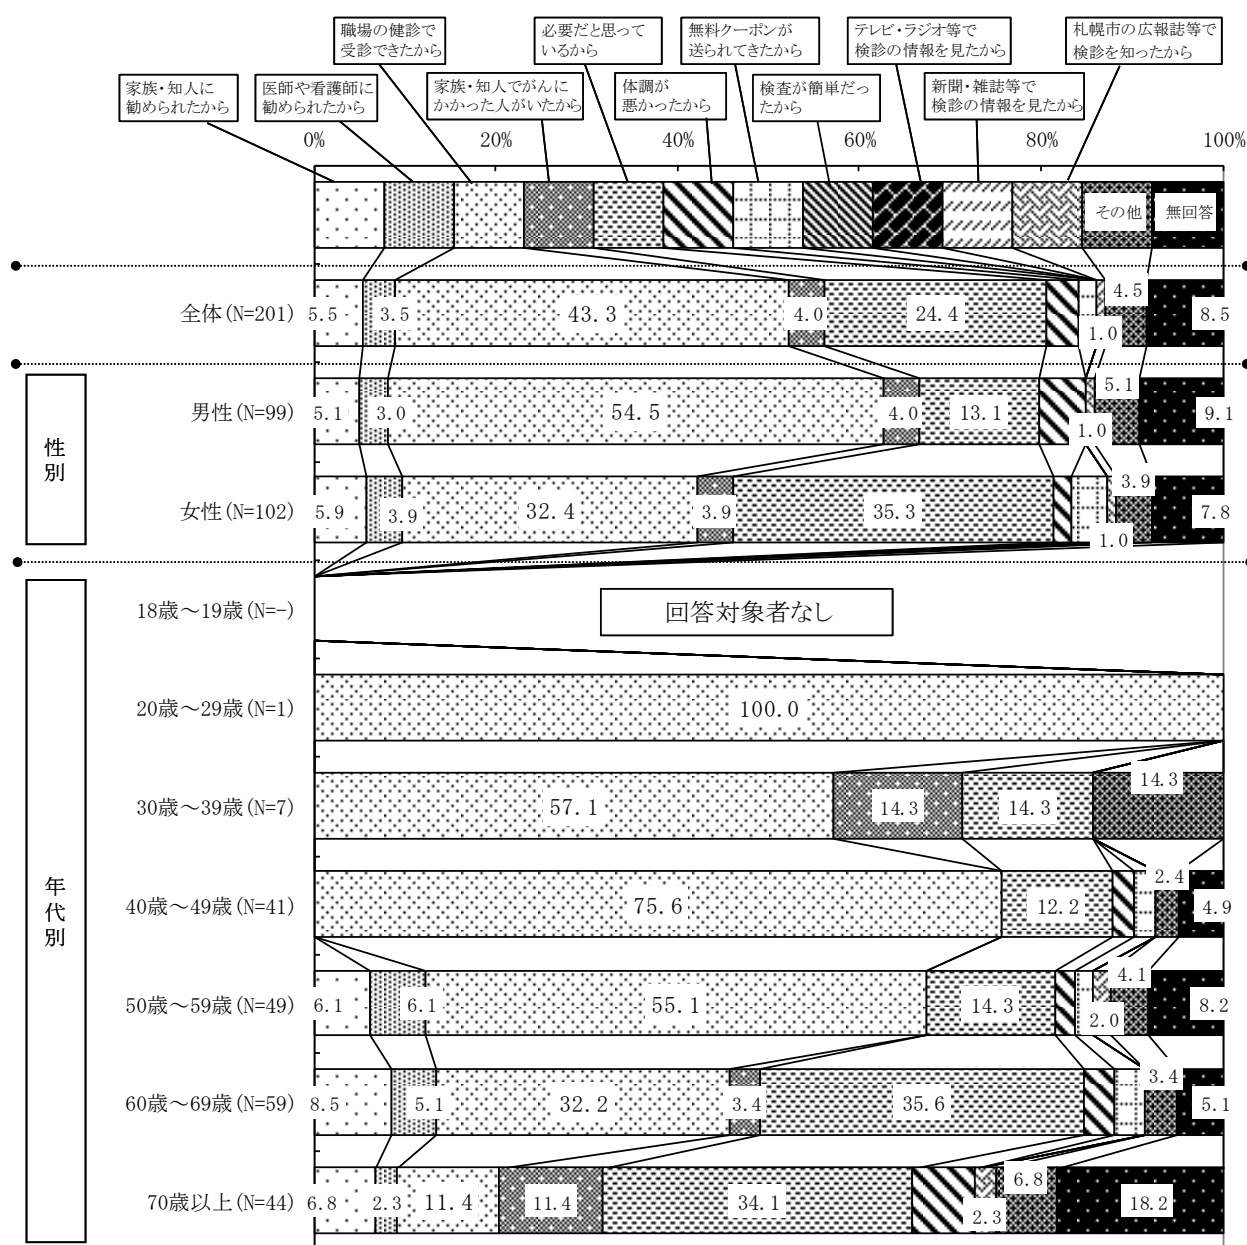 職場の健診で
受診できたから
必要だと思って
いるから
無料クーポンが
送られてきたから
テレビ・ラジオ等で
検診の情報を見たから
札幌市の広報誌等で
検診を知ったから
家族・知人に
勧められたから
医師や看護師に
勧められたから
家族・知人でがんに
かかった人がいたから
体調が
悪かったから
検査が簡単だっ
たから
新聞・雑誌等で
検診の情報を見たから
0% 20% 40% 60% 80% 100%
その他 無回答
全体(N=201) 5.5 3.5 43.3 4.0 24.4 1.0 4.5 8.5
性別
男性(N=99) 5.1 3.0 54.5 4.0 13.1 1.0 5.1 9.1
女性(N=102) 5.9 3.9 32.4 3.9 35.3 1.0 3.9 7.8
年代別
18歳～19歳(N=-) 回答対象者なし
20歳～29歳(N=1) 100.0
30歳～39歳(N=7) 57.1 14.3 14.3 14.3
40歳～49歳(N=41) 75.6 12.2 2.4 4.9
50歳～59歳(N=49) 6.1 6.1 55.1 14.3 2.0 4.1 8.2
60歳～69歳(N=59) 8.5 5.1 32.2 3.4 35.6 3.4 5.1
70歳以上(N=44) 6.8 2.3 11.4 11.4 34.1 2.3 6.8 18.2